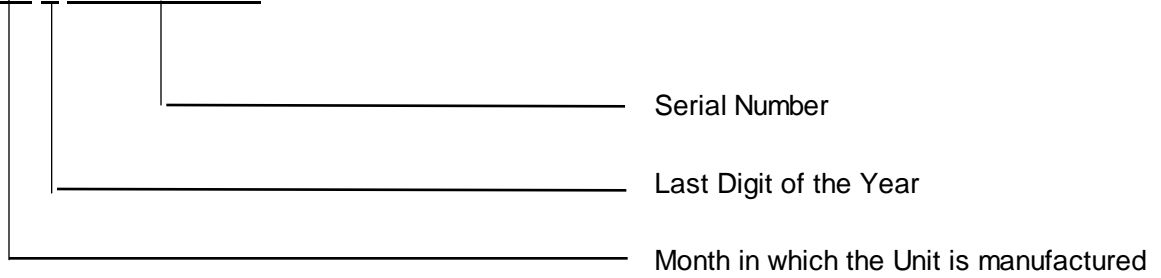 Serial Number
Last Digit of the Year
Month in which the Unit is manufactured